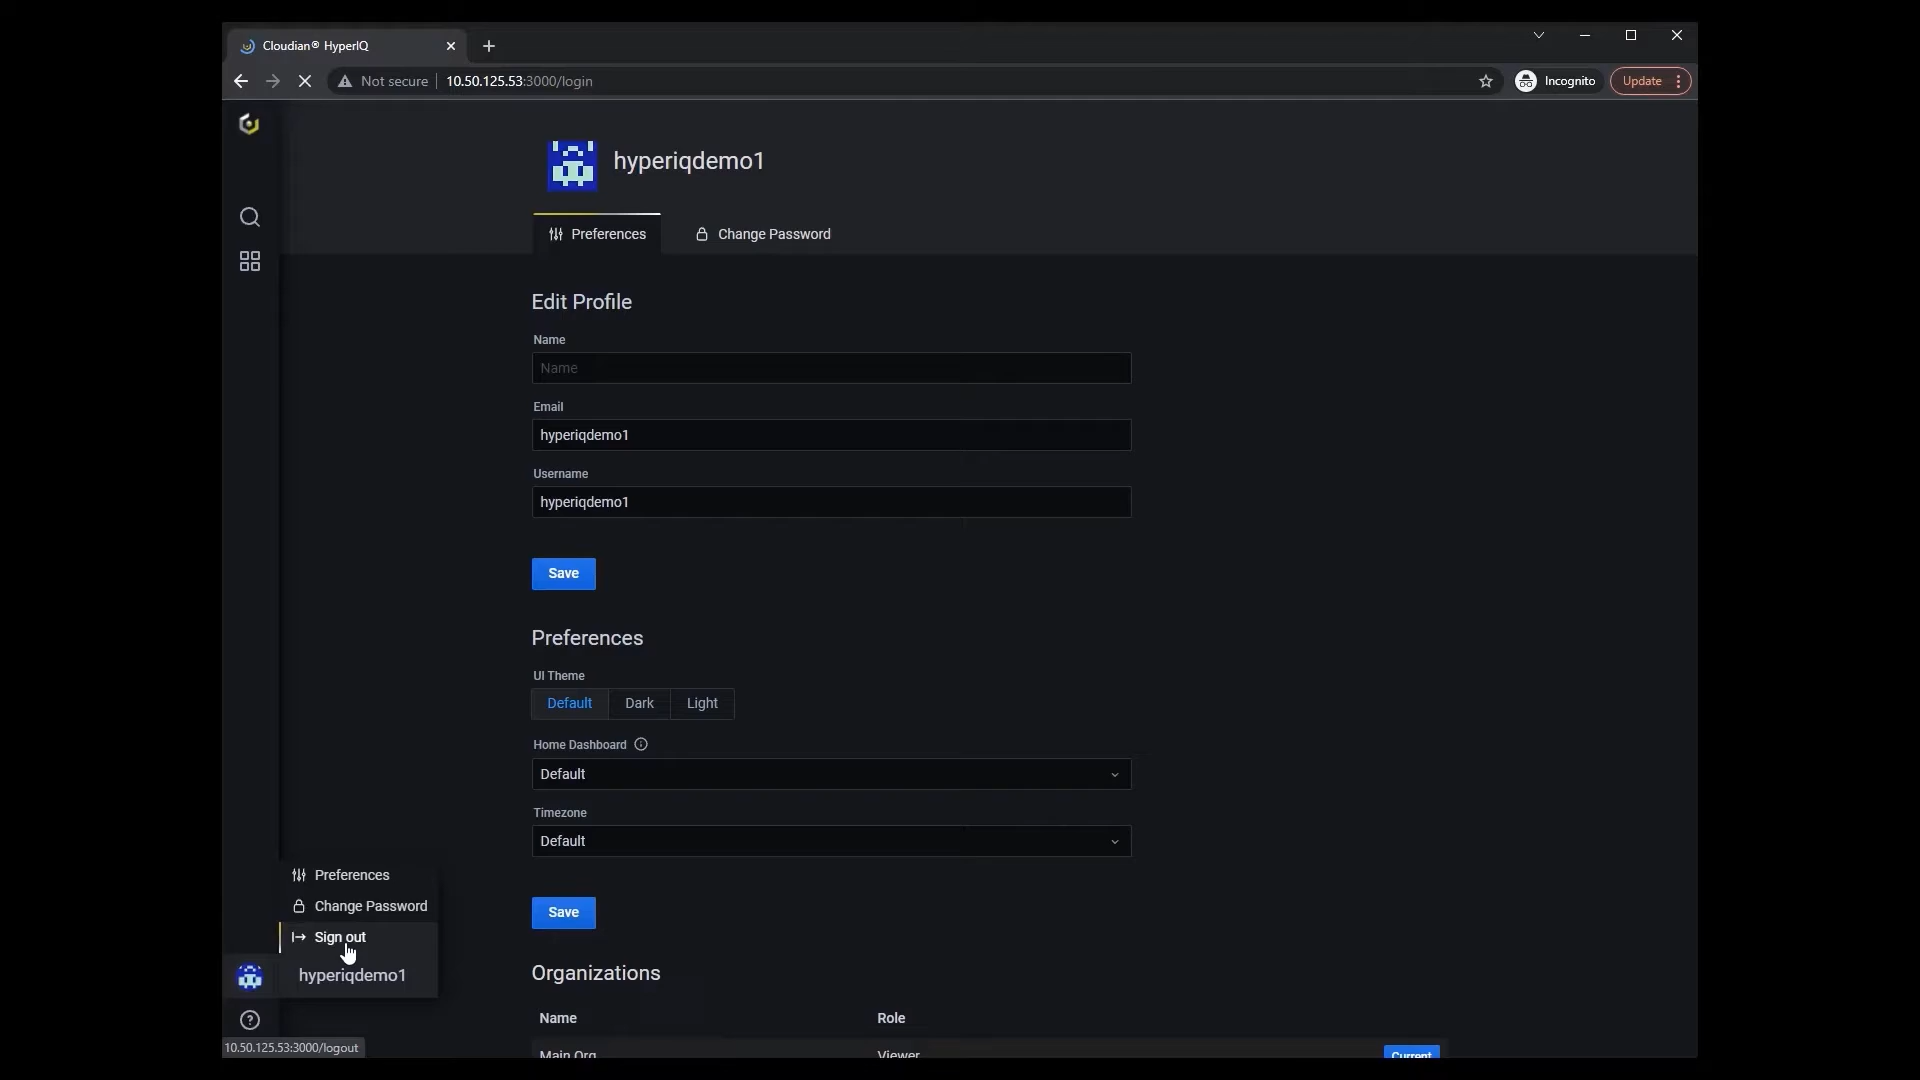 Cloudian® HyperIQ
Not secure 10.50.125.53:3000/login
Incognito
Update
hyperiqdemo1
Preferences Change Password
Edit Profile
Name
Name
Email
hyperiqdemo1
Username
hyperiqdemo1
Save
Preferences
UI Theme
Default Dark Light
Home Dashboard
Default
Timezone
Default
Save
Preferences
Change Password
Sign out
hyperiqdemo1
Organizations
Name Role
Main Org. Viewer Current
10.50.125.53:3000/logout